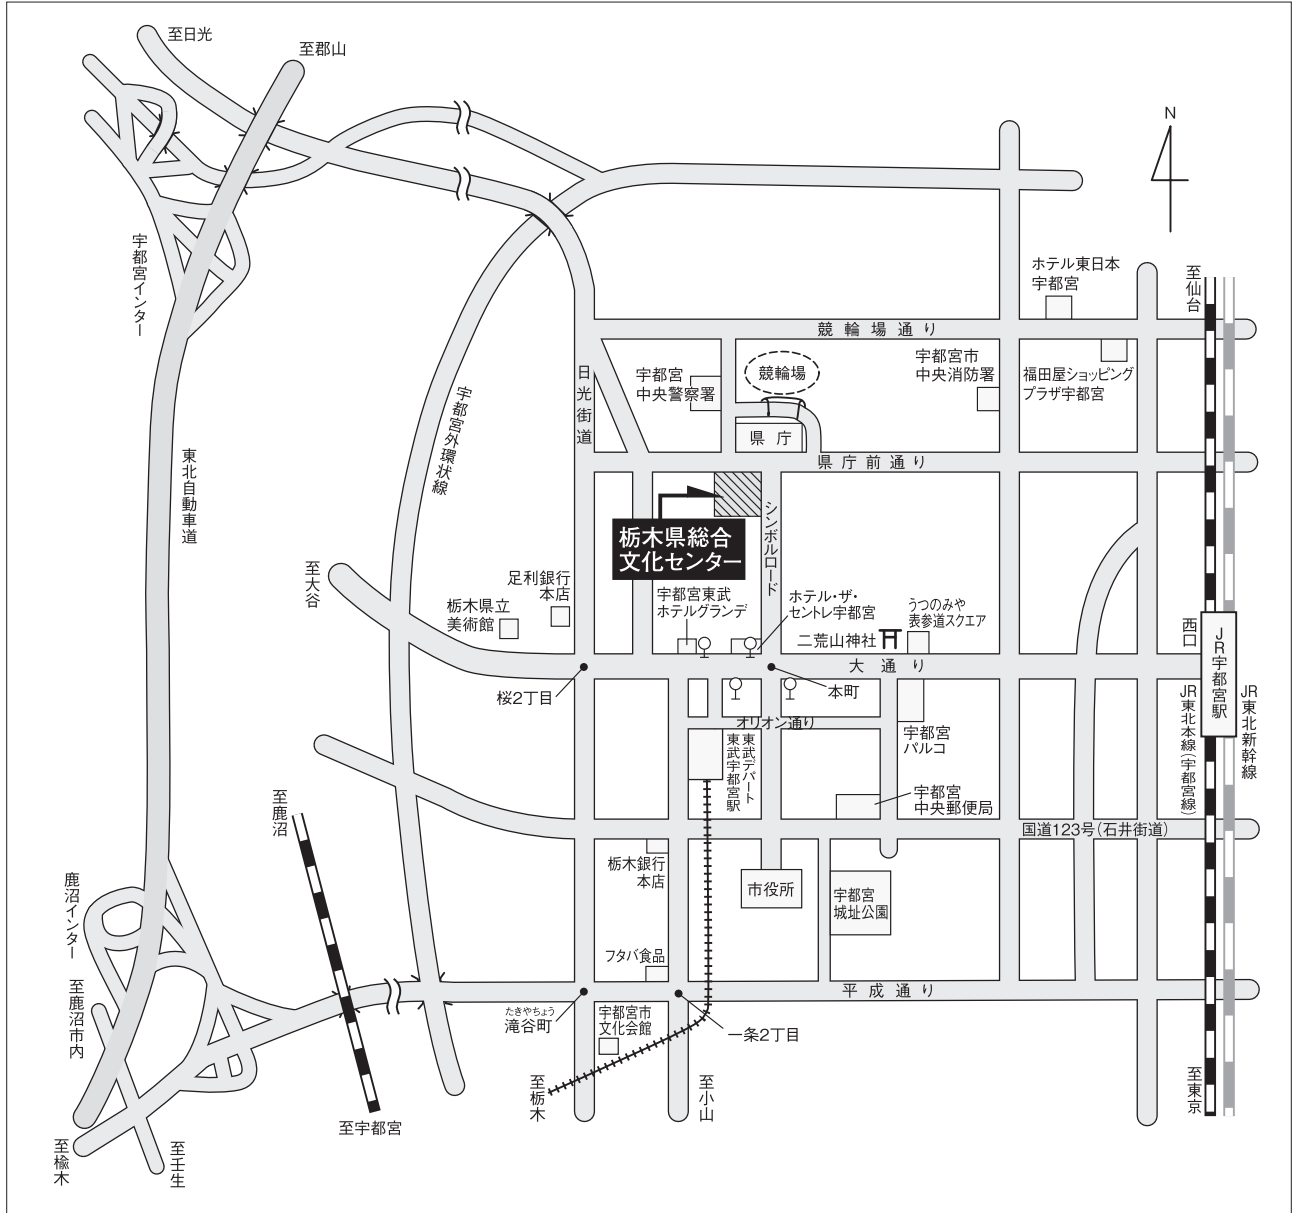 至日光
至郡山
N
宇都宮インター
ホテル東日本
宇都宮
至仙台
競輪場通り
日光街道
宇都宮
中央警察署
競輪場
宇都宮市
中央消防署
福田屋ショッピング
プラザ宇都宮
宇都宮外環状線
県庁
県庁前通り
東北自動車道
シンボルロード
栃木県総合
文化センター
至大谷
足利銀行
本店
栃木県立
美術館
宇都宮東武
ホテルグランデ
ホテル・ザ・
セントレ宇都宮
うつのみや
表参道スクエア
二荒山神社
西口
JR宇都宮駅
大通り
桜2丁目
本町
JR東北本線(宇都宮線)
JR東北新幹線
オリオン通り
宇都宮
パルコ
東武デパート
東武宇都宮駅
至鹿沼
宇都宮
中央郵便局
国道123号(石井街道)
栃木銀行
本店
市役所
宇都宮
城址公園
鹿沼インター
フタバ食品
至鹿沼市内
平成通り
たきやちょう
滝谷町
宇都宮市
文化会館
一条2丁目
至栃木
至小山
至東京
至宇都宮
至楡木
至壬生